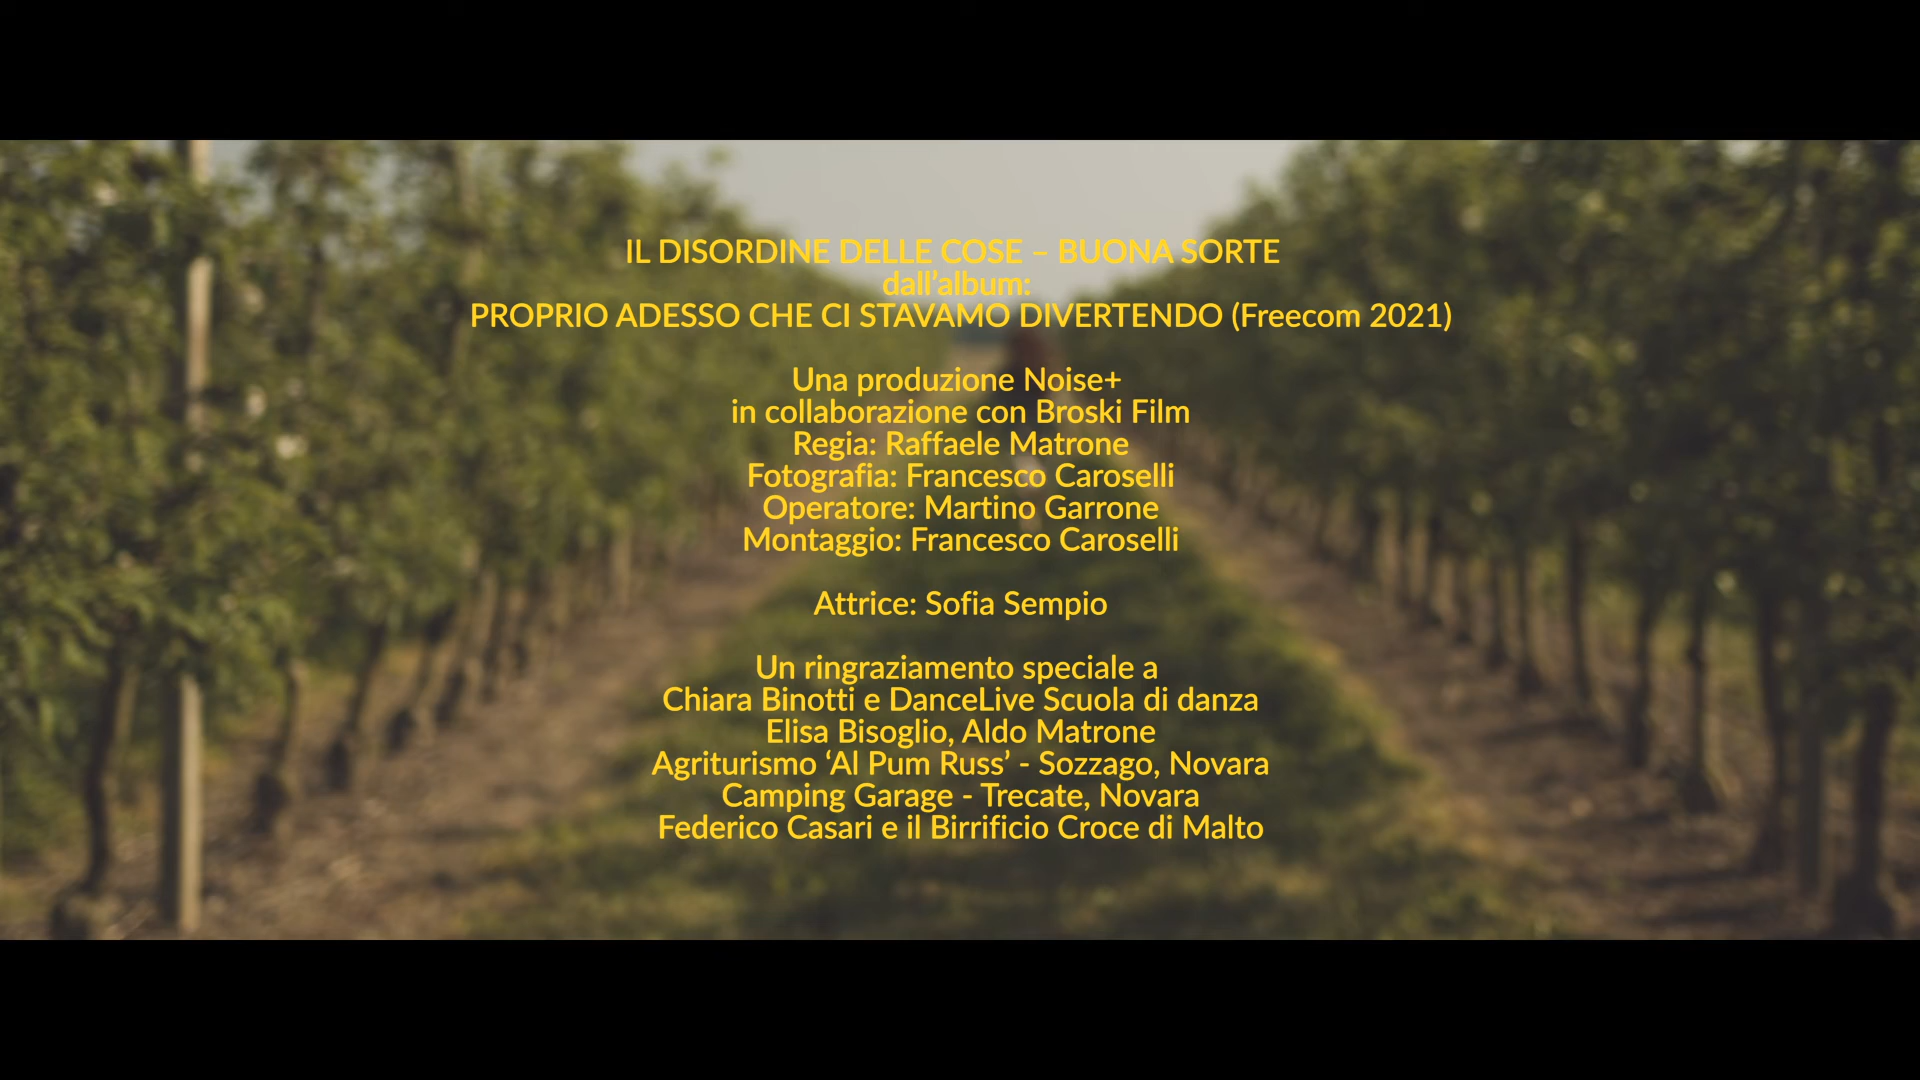 IL DISORDINE DELLE COSE – BUONA SORTE
dall'album:
PROPRIO ADESSO CHE CI STAVAMO DIVERTENDO (Freecom 2021)
Una produzione Noise+
in collaborazione con Broski Film
Regia: Raffaele Matrone
Fotografia: Francesco Caroselli
Operatore: Martino Garrone
Montaggio: Francesco Caroselli
Attrice: Sofia Sempio
Un ringraziamento speciale a
Chiara Binotti e DanceLive Scuola di danza
Elisa Bisoglio, Aldo Matrone
Agriturismo ‘Al Pum Russ’ - Sozzago, Novara
Camping Garage - Trecate, Novara
Federico Casari e il Birrificio Croce di Malto